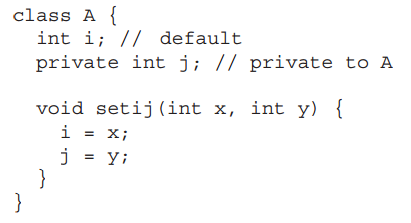 class A {
  int i; //  default
  private int j; // private to A

  void setij(int x, int y) {
    i = x;
    j = y;
  }
}